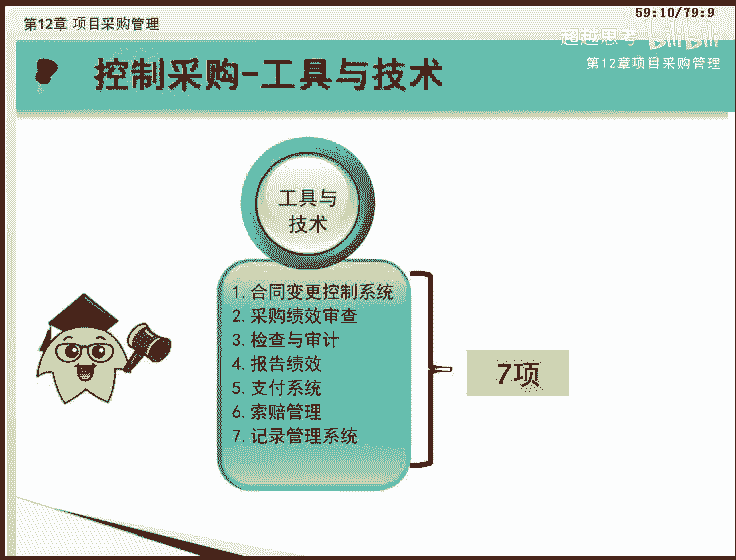 59:10/79:9
第12章 项目采购管理
超越思考 bilibili
第12章项目采购管理
控制采购-工具与技术
工具与
技术
1. 合同变更控制系统
2. 采购绩效审查
3. 检查与审计
4. 报告绩效
5. 支付系统
6. 索赔管理
7. 记录管理系统
7项